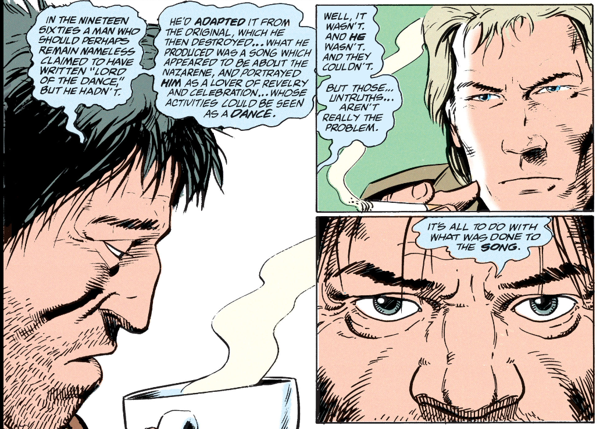 IN THE NINETEEN
SIXTIES A MAN WHO
SHOULD PERHAPS
REMAIN NAMELESS
CLAIMED TO HAVE
WRITTEN "LORD
OF THE DANCE."
BUT HE HADN'T.
HE'D ADAPTED IT FROM
THE ORIGINAL, WHICH HE
THEN DESTROYED... WHAT HE
PRODUCED WAS A SONG WHICH
APPEARED TO BE ABOUT THE
NAZARENE, AND PORTRAYED
HIM AS A LOVER OF REVELRY
AND CELEBRATION... WHOSE
ACTIVITIES COULD BE SEEN
AS A DANCE.
WELL, IT
WASN'T.
AND HE
WASN'T.
AND THEY
COULDN'T.
BUT THOSE...
UNTRUTHS...
AREN'T
REALLY THE
PROBLEM.
IT'S ALL TO DO WITH
WHAT WAS DONE TO
THE SONG.